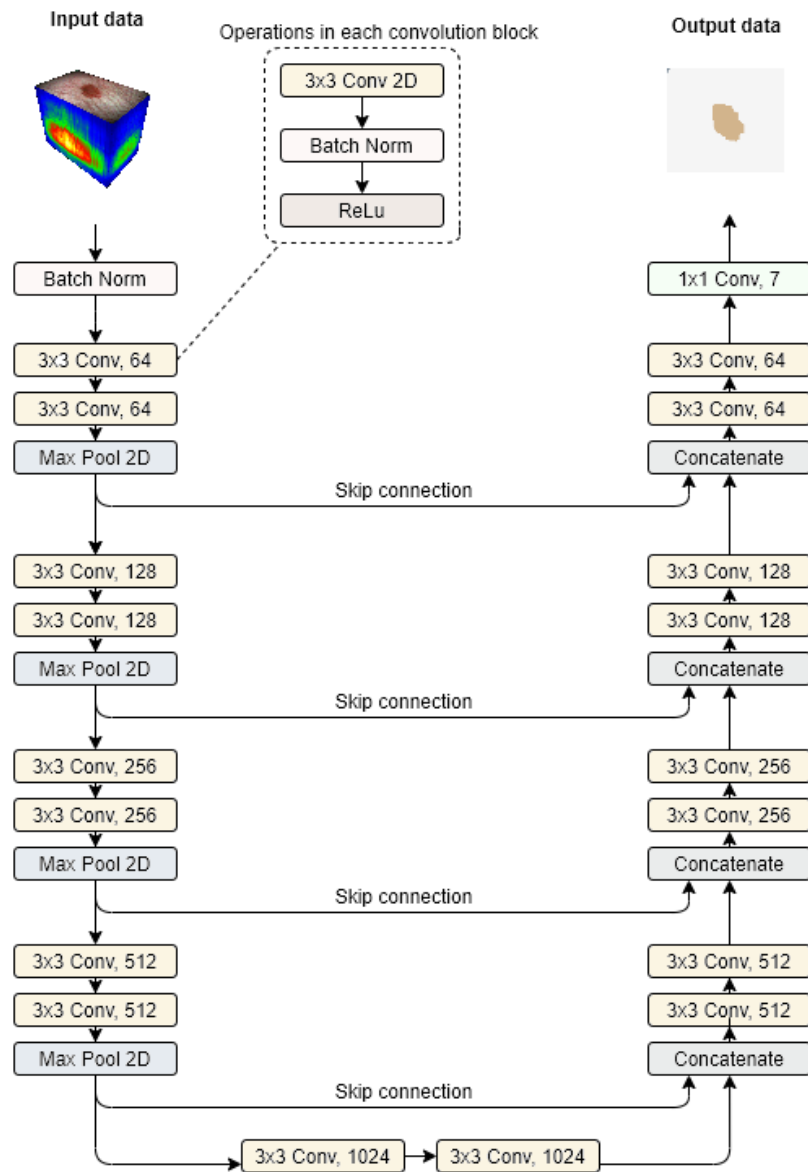 Input data
Operations in each convolution block
Output data
3x3 Conv 2D
Batch Norm
ReLu
Batch Norm
1x1 Conv, 7
3x3 Conv, 64
3x3 Conv, 64
3x3 Conv, 64
3x3 Conv, 64
Max Pool 2D
Concatenate
Skip connection
3x3 Conv, 128
3x3 Conv, 128
3x3 Conv, 128
3x3 Conv, 128
Max Pool 2D
Concatenate
Skip connection
3x3 Conv, 256
3x3 Conv, 256
3x3 Conv, 256
3x3 Conv, 256
Max Pool 2D
Concatenate
Skip connection
3x3 Conv, 512
3x3 Conv, 512
3x3 Conv, 512
3x3 Conv, 512
Max Pool 2D
Concatenate
Skip connection
3x3 Conv, 1024
3x3 Conv, 1024